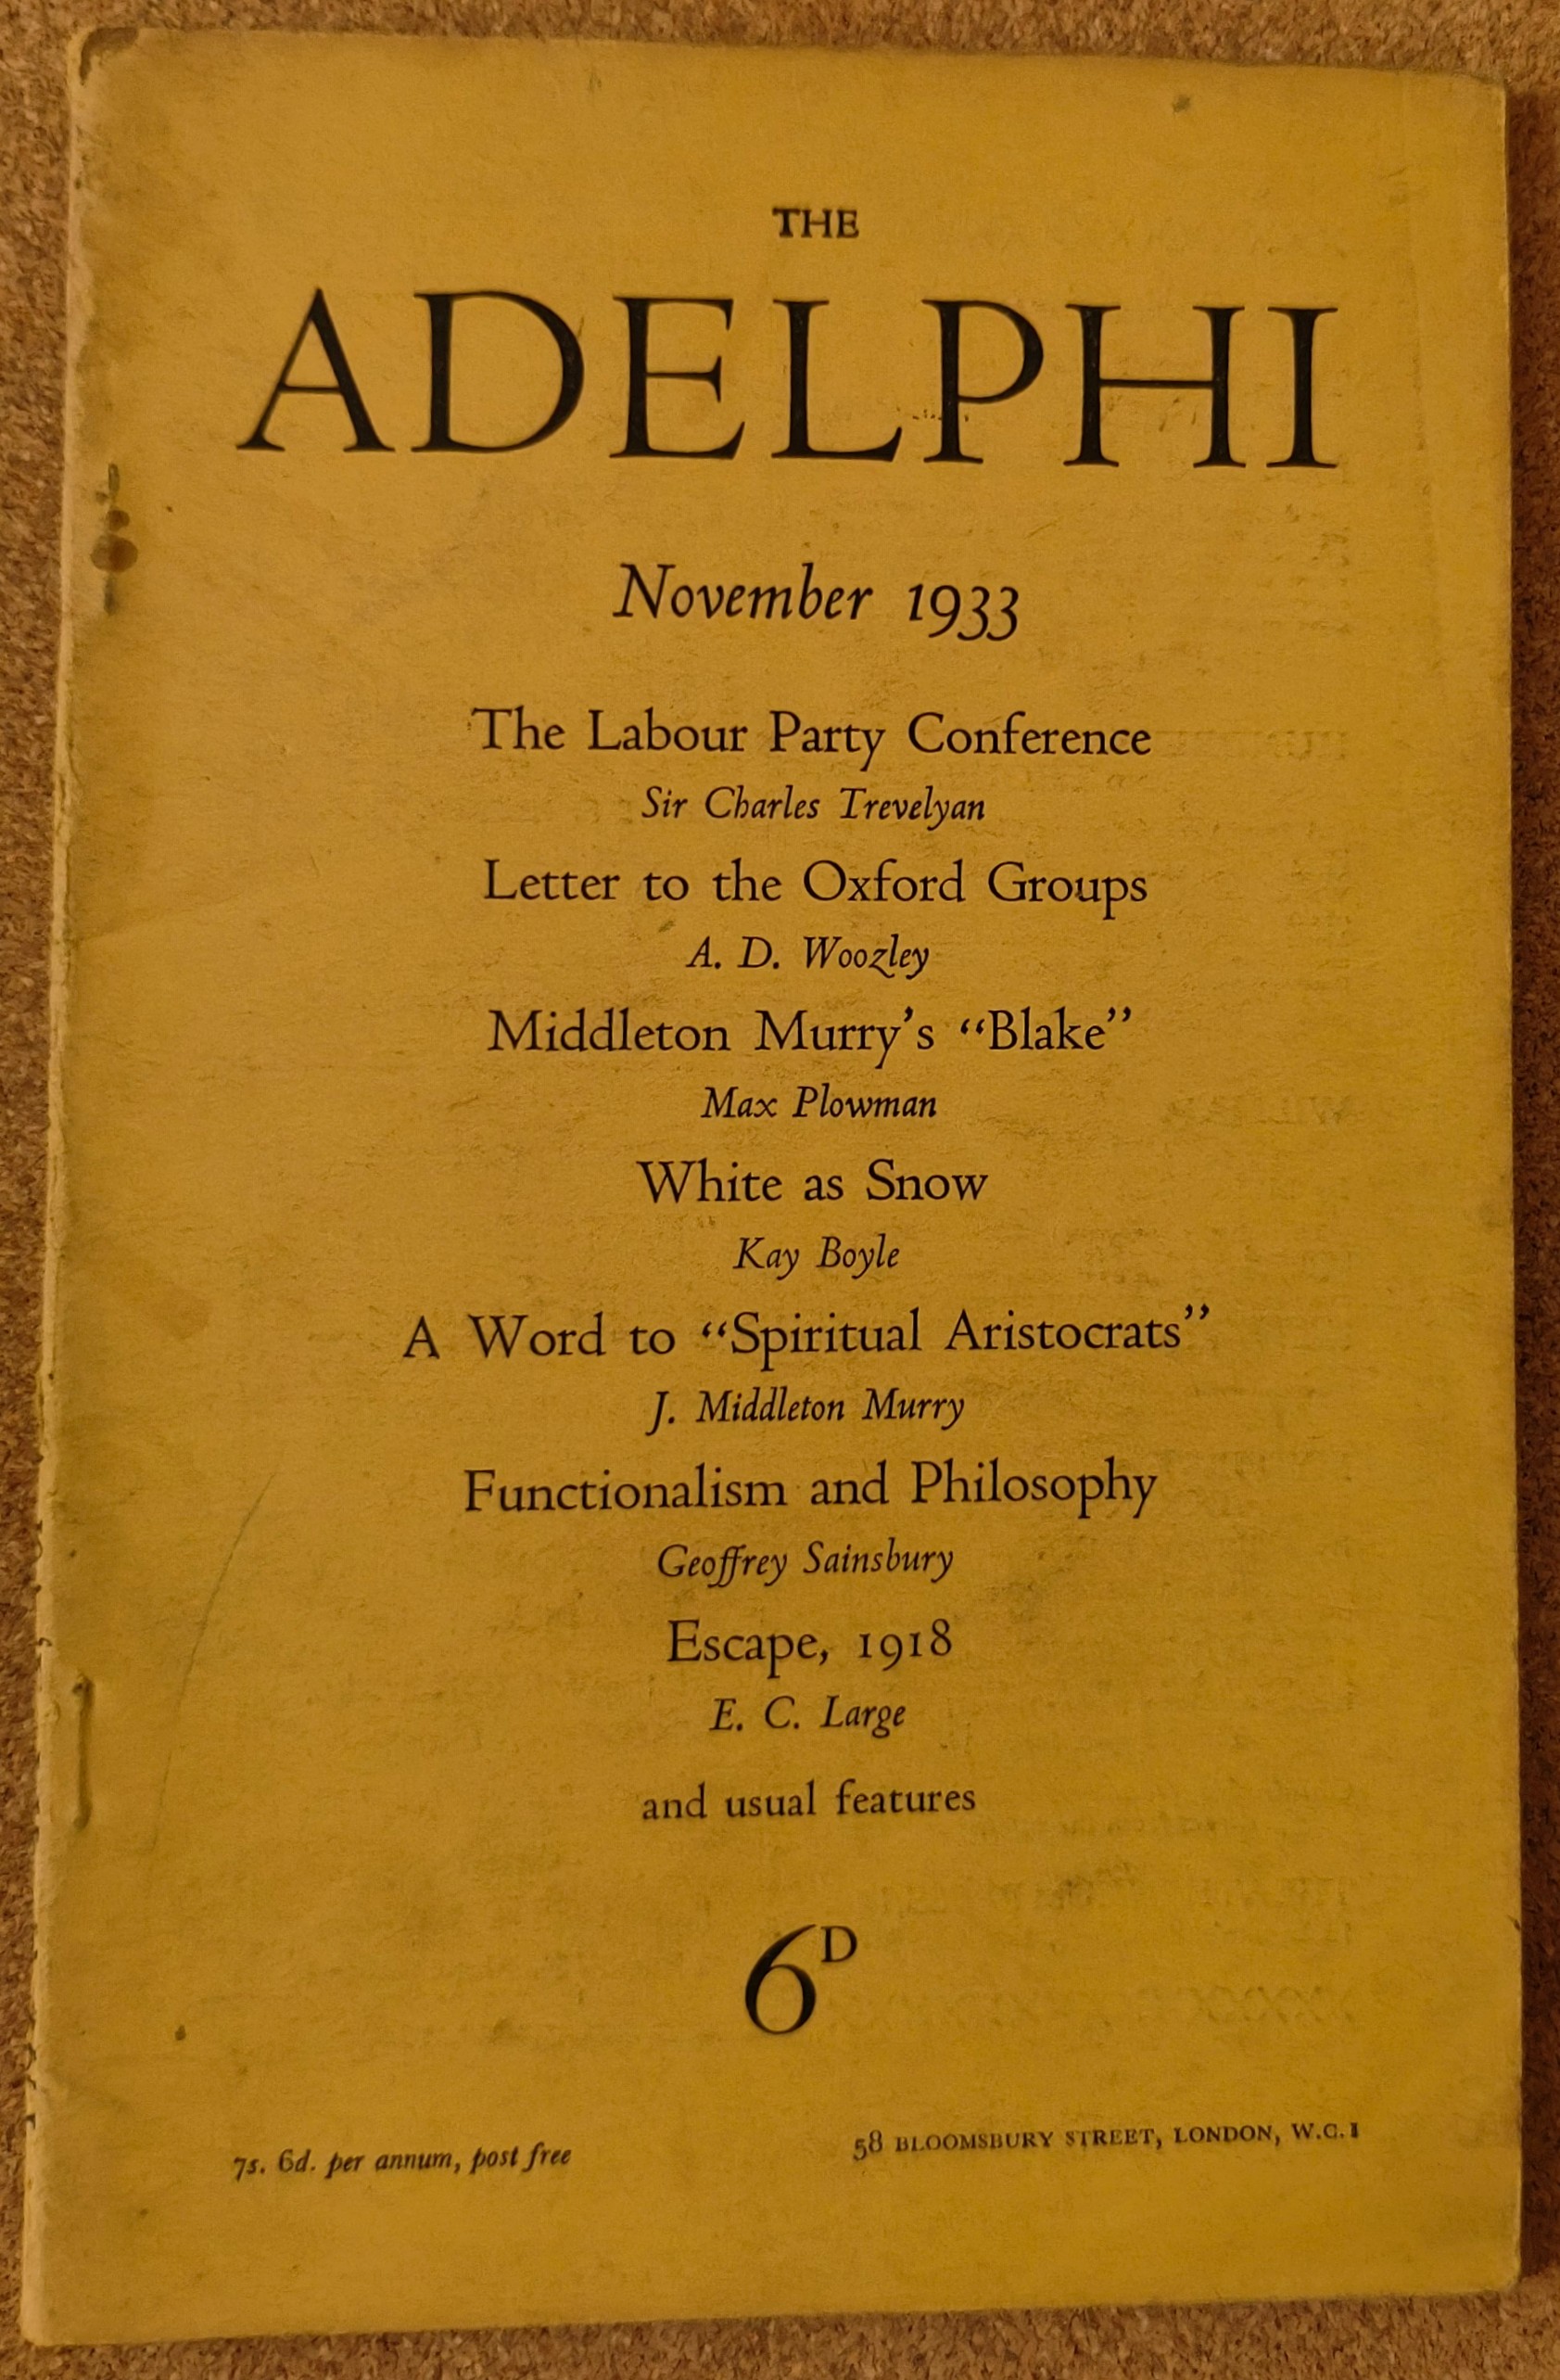 THE
ADELPHI
November 1933
The Labour Party Conference
Sir Charles Trevelyan
Letter to the Oxford Groups
A. D. Woozley
Middleton Murry's “Blake”
Max Plowman
White as Snow
Kay Boyle
A Word to “Spiritual Aristocrats”
J. Middleton Murry
Functionalism and Philosophy
Geoffrey Sainsbury
Escape, 1918
E. C. Large
and usual features
6D
7s. 6d. per annum, post free
58 BLOOMSBURY STREET, LONDON, W.C.1